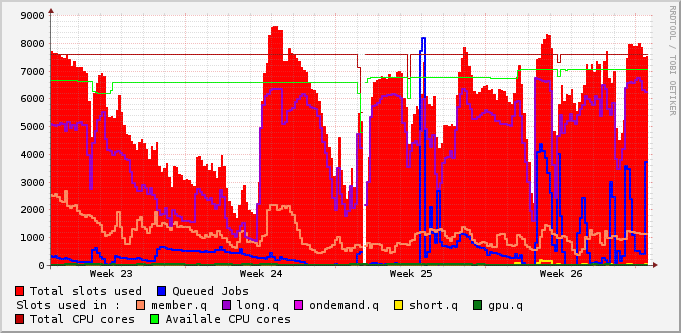 9000
8000
7000
6000
5000
4000
3000
2000
1000
0
Week 23 Week 24 Week 25 Week 26
RRDTOOL / TOBI OETIKER
Total slots used Queued Jobs
Slots used in : member.q long.q ondemand.q short.q gpu.q
Total CPU cores Availale CPU cores